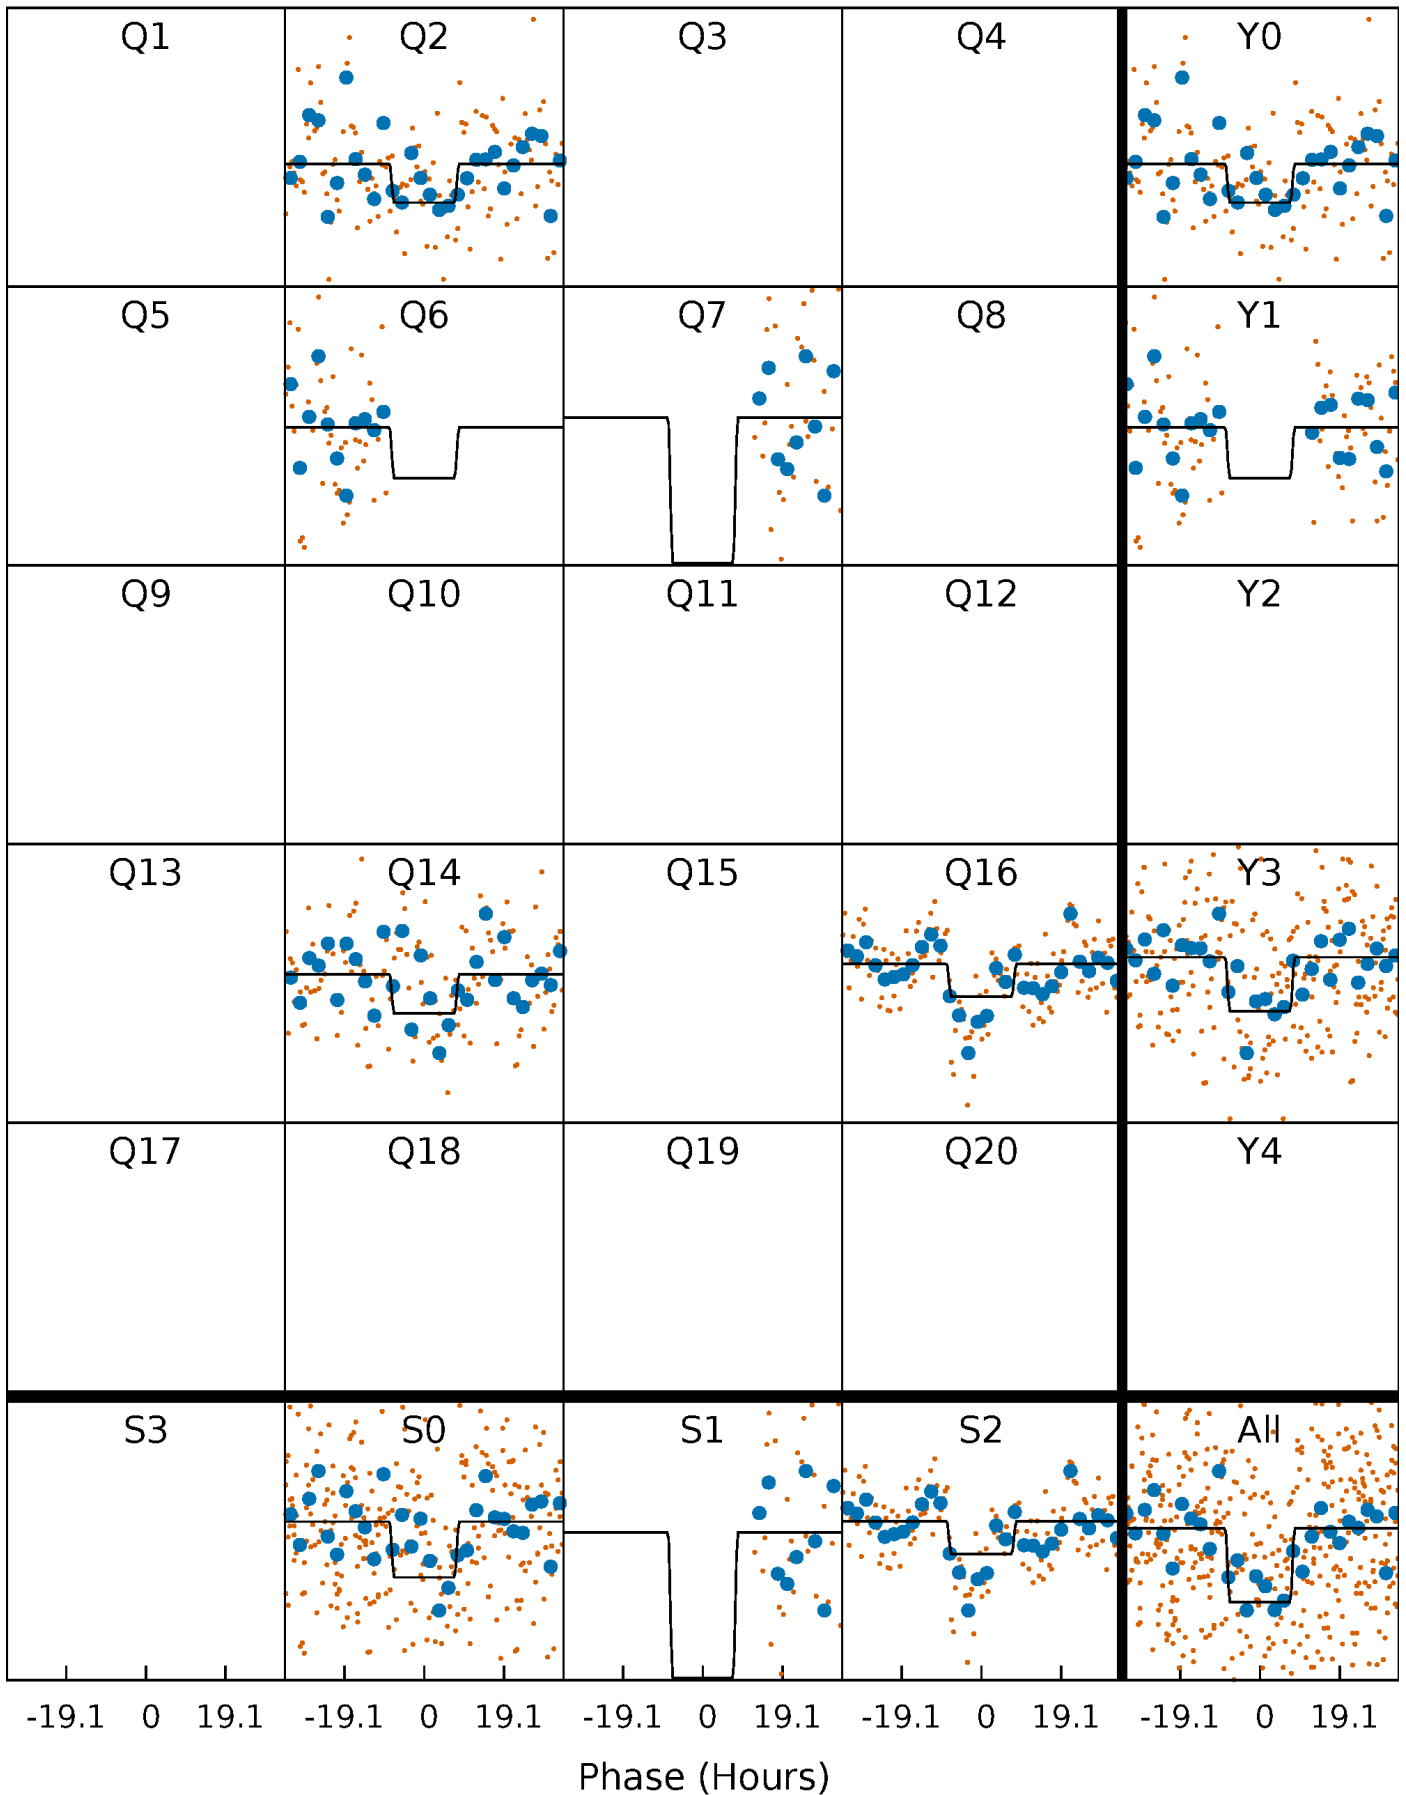 Q1 Q2 Q3 Q4 Y0
Q5 Q6 Q7 Q8 Y1
Q9 Q10 Q11 Q12 Y2
Q13 Q14 Q15 Q16 Y3
Q17 Q18 Q19 Q20 Y4
S3 S0 S1 S2 All
-19.1 0 19.1 -19.1 0 19.1 -19.1 0 19.1 -19.1 0 19.1 -19.1 0 19.1
Phase (Hours)